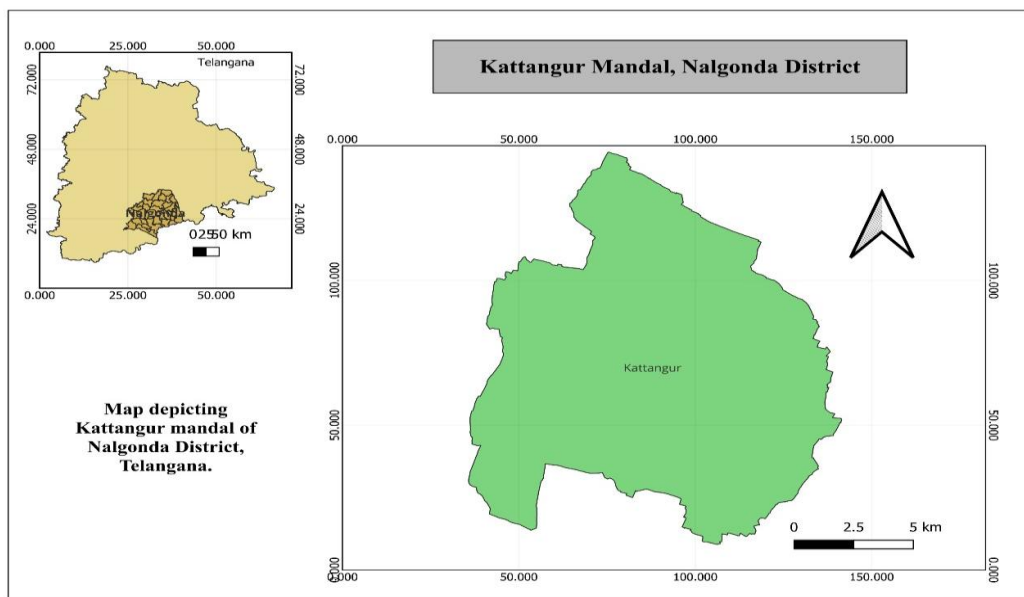 0.000 25.000 50.000
Telangana
72.000 72.000
48.000 48.000
24.000 24.000
Nalgonda
50 km
0.000 25.000 50.000
Kattangur Mandal, Nalgonda District
0.000 50.000 100.000 150.000
100.000 100.000
Kattangur
50.000 50.000
Map depicting
Kattangur mandal of
Nalgonda District,
Telangana.
0 2.5 5 km
0.000 0.000
0.000 50.000 100.000 150.000